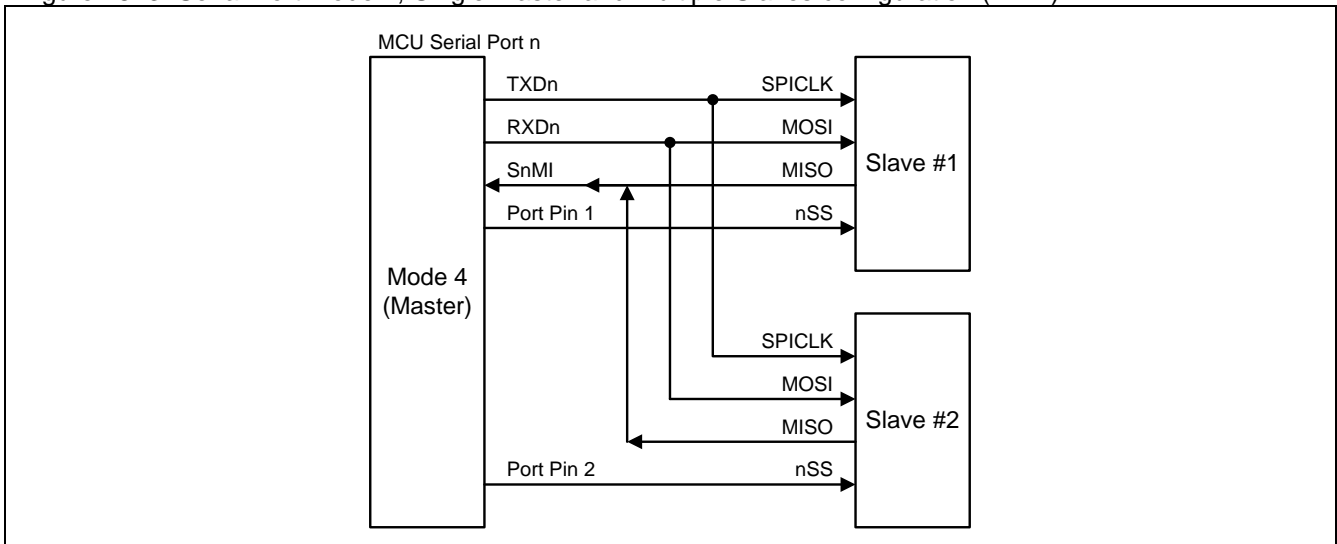 MCU Serial Port n
TXDn SPICLK
RXDn MOSI
SnMI MISO
Port Pin 1 nSS
Slave #1
Mode 4
(Master)
SPICLK
MOSI
MISO
Port Pin 2 nSS
Slave #2